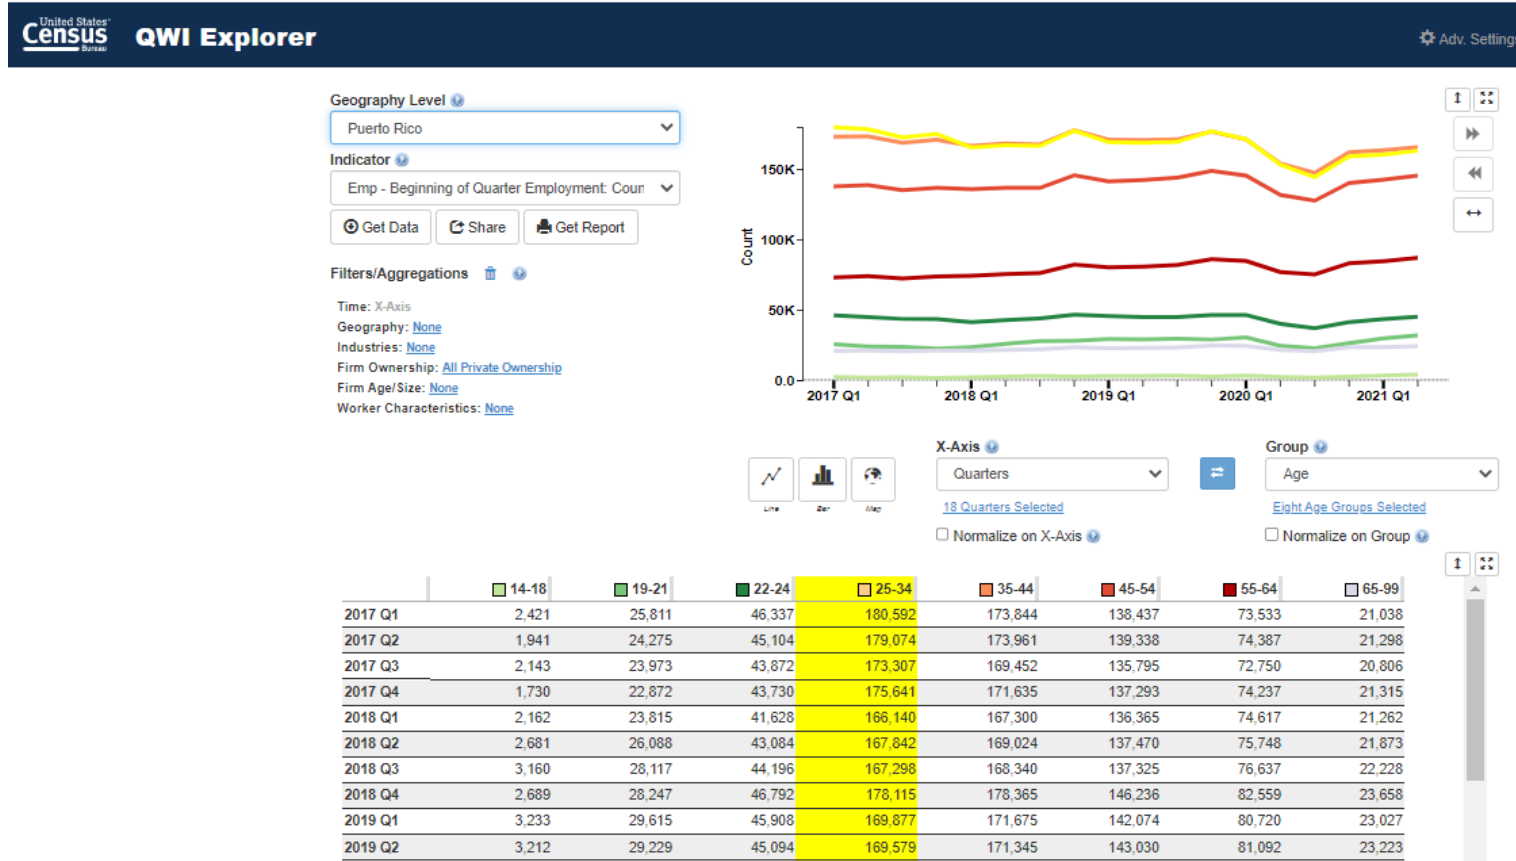 United States®
Census
Bureau
QWI Explorer
Adv. Setting
Geography Level
Puerto Rico
Indicator
Emp - Beginning of Quarter Employment: Coun
Get Data
Share
Get Report
Filters/Aggregations
Time: X-Axis
Geography: None
Industries: None
Firm Ownership: All Private Ownership
Firm Age/Size: None
Worker Characteristics: None
Count
150K
100K
50K
0.0
2017 Q1 2018 Q1 2019 Q1 2020 Q1 2021 Q1
Line Bar Map
X-Axis
Quarters
18 Quarters Selected
Normalize on X-Axis
Group
Age
Eight Age Groups Selected
Normalize on Group
14-18 19-21 22-24 25-34 35-44 45-54 55-64 65-99
2017 Q1 2,421 25,811 46,337 180,592 173,844 138,437 73,533 21,038
2017 Q2 1,941 24,275 45,104 179,074 173,961 139,338 74,387 21,298
2017 Q3 2,143 23,973 43,872 173,307 169,452 135,795 72,750 20,806
2017 Q4 1,730 22,872 43,730 175,641 171,635 137,293 74,237 21,315
2018 Q1 2,162 23,815 41,628 166,140 167,300 136,365 74,617 21,262
2018 Q2 2,681 26,088 43,084 167,842 169,024 137,470 75,748 21,873
2018 Q3 3,160 28,117 44,196 167,298 168,340 137,325 76,637 22,228
2018 Q4 2,689 28,247 46,792 178,115 178,365 146,236 82,559 23,658
2019 Q1 3,233 29,615 45,908 169,877 171,675 142,074 80,720 23,027
2019 Q2 3,212 29,229 45,094 169,579 171,345 143,030 81,092 23,223